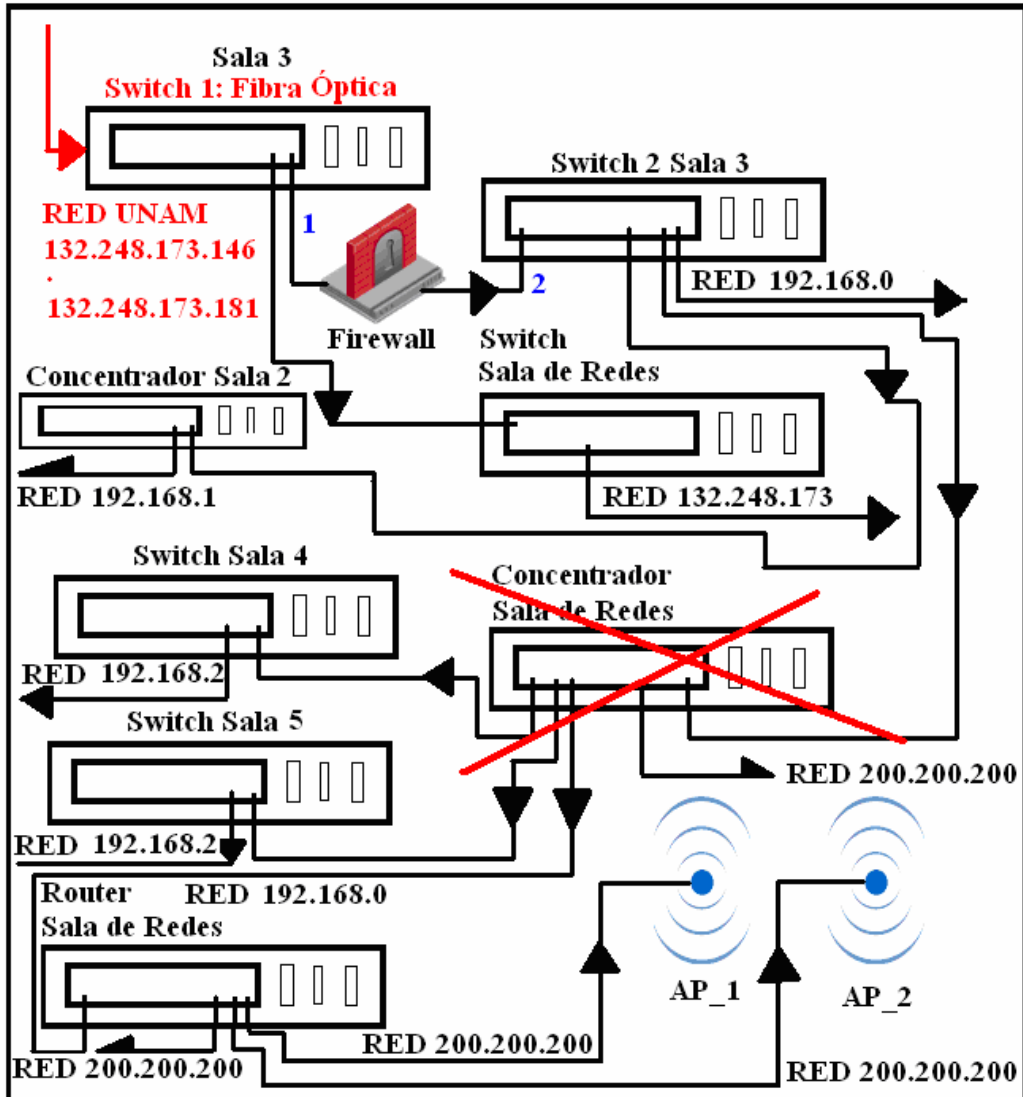 Sala 3
Switch 1: Fibra Óptica
Switch 2 Sala 3
RED UNAM
132.248.173.146
.
132.248.173.181
1
2
RED 192.168.0
Firewall
Switch
Sala de Redes
Concentrador Sala 2
RED 192.168.1
RED 132.248.173
Switch Sala 4
Concentrador
Sala de Redes
RED 192.168.2
Switch Sala 5
RED 200.200.200
RED 192.168.2
Router
RED 192.168.0
Sala de Redes
AP_1
AP_2
RED 200.200.200
RED 200.200.200
RED 200.200.200